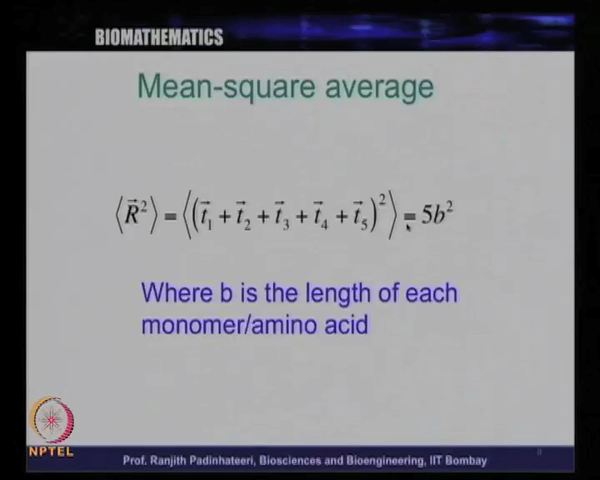 BIOMATHEMATICS
Mean-square average
⟨R⃗²⟩ = ⟨(t⃗₁ + t⃗₂ + t⃗₃ + t⃗₄ + t⃗₅)²⟩ = 5b²
Where b is the length of each
monomer/amino acid
NPTEL
Prof. Ranjith Padinhateeri, Biosciences and Bioengineering, IIT Bombay